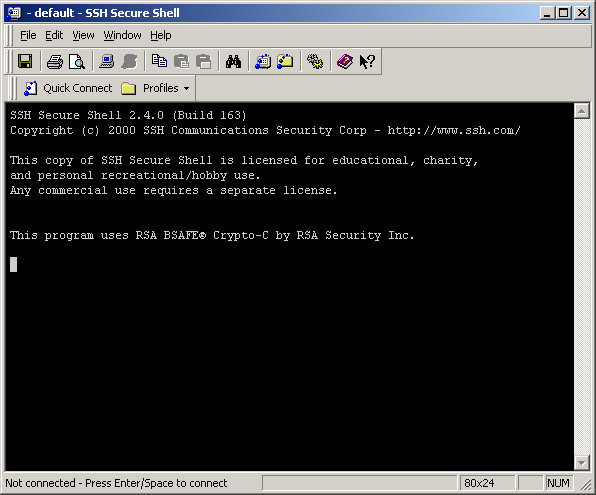 - default - SSH Secure Shell
File Edit View Window Help
Quick Connect Profiles
SSH Secure Shell 2.4.0 (Build 163)
Copyright (c) 2000 SSH Communications Security Corp - http://www.ssh.com/
This copy of SSH Secure Shell is licensed for educational, charity,
and personal recreational/hobby use.
Any commercial use requires a separate license.
This program uses RSA BSAFE® Crypto-C by RSA Security Inc.
Not connected - Press Enter/Space to connect 80x24 NUM